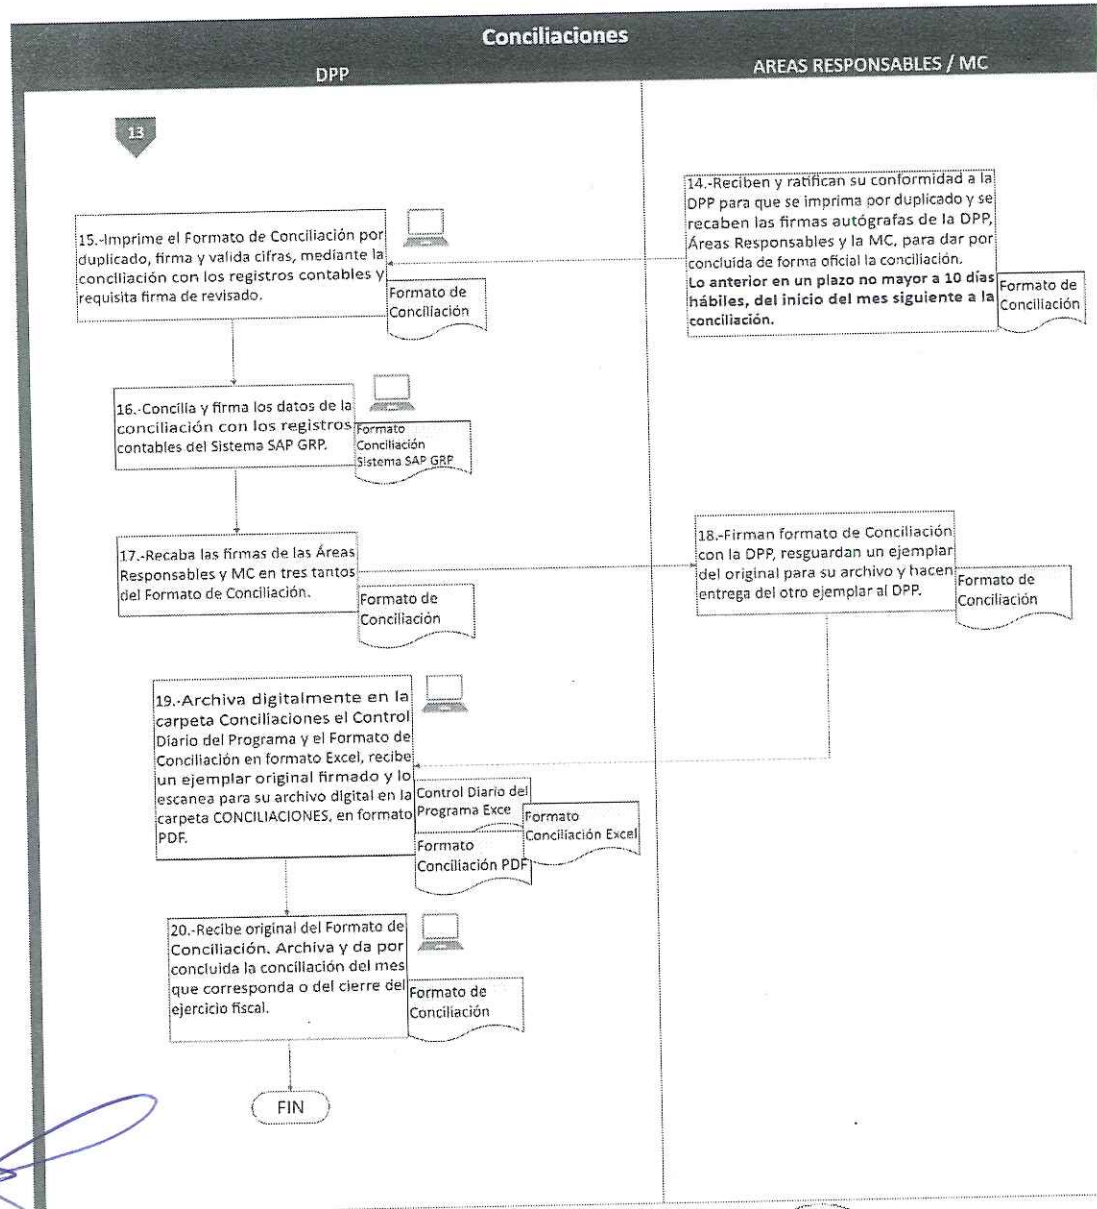 Conciliaciones
DPP
AREAS RESPONSABLES / MC
13
14.-Reciben y ratifican su conformidad a la
DPP para que se imprima por duplicado y se
recaben las firmas autógrafas de la DPP,
Áreas Responsables y la MC, para dar por
concluida de forma oficial la conciliación.
Lo anterior en un plazo no mayor a 10 días
hábiles, del inicio del mes siguiente a la
conciliación.
Formato de
Conciliación
15.-Imprime el Formato de Conciliación por
duplicado, firma y valida cifras, mediante la
conciliación con los registros contables y
requisita firma de revisado.
Formato de
Conciliación
16.-Concilia y firma los datos de la
conciliación con los registros
contables del Sistema SAP GRP.
Formato
Conciliación
Sistema SAP GRP
17.-Recaba las firmas de las Áreas
Responsables y MC en tres tantos
del Formato de Conciliación.
Formato de
Conciliación
18.-Firman formato de Conciliación
con la DPP, resguardan un ejemplar
del original para su archivo y hacen
entrega del otro ejemplar al DPP.
Formato de
Conciliación
19.-Archiva digitalmente en la
carpeta Conciliaciones el Control
Diario del Programa y el Formato de
Conciliación en formato Excel, recibe
un ejemplar original firmado y lo
escanea para su archivo digital en la
carpeta CONCILIACIONES, en formato
PDF.
Control Diario del
Programa Exce
Formato
Conciliación Excel
Formato
Conciliación PDF
20.-Recibe original del Formato de
Conciliación. Archiva y da por
concluida la conciliación del mes
que corresponda o del cierre del
ejercicio fiscal.
Formato de
Conciliación
FIN